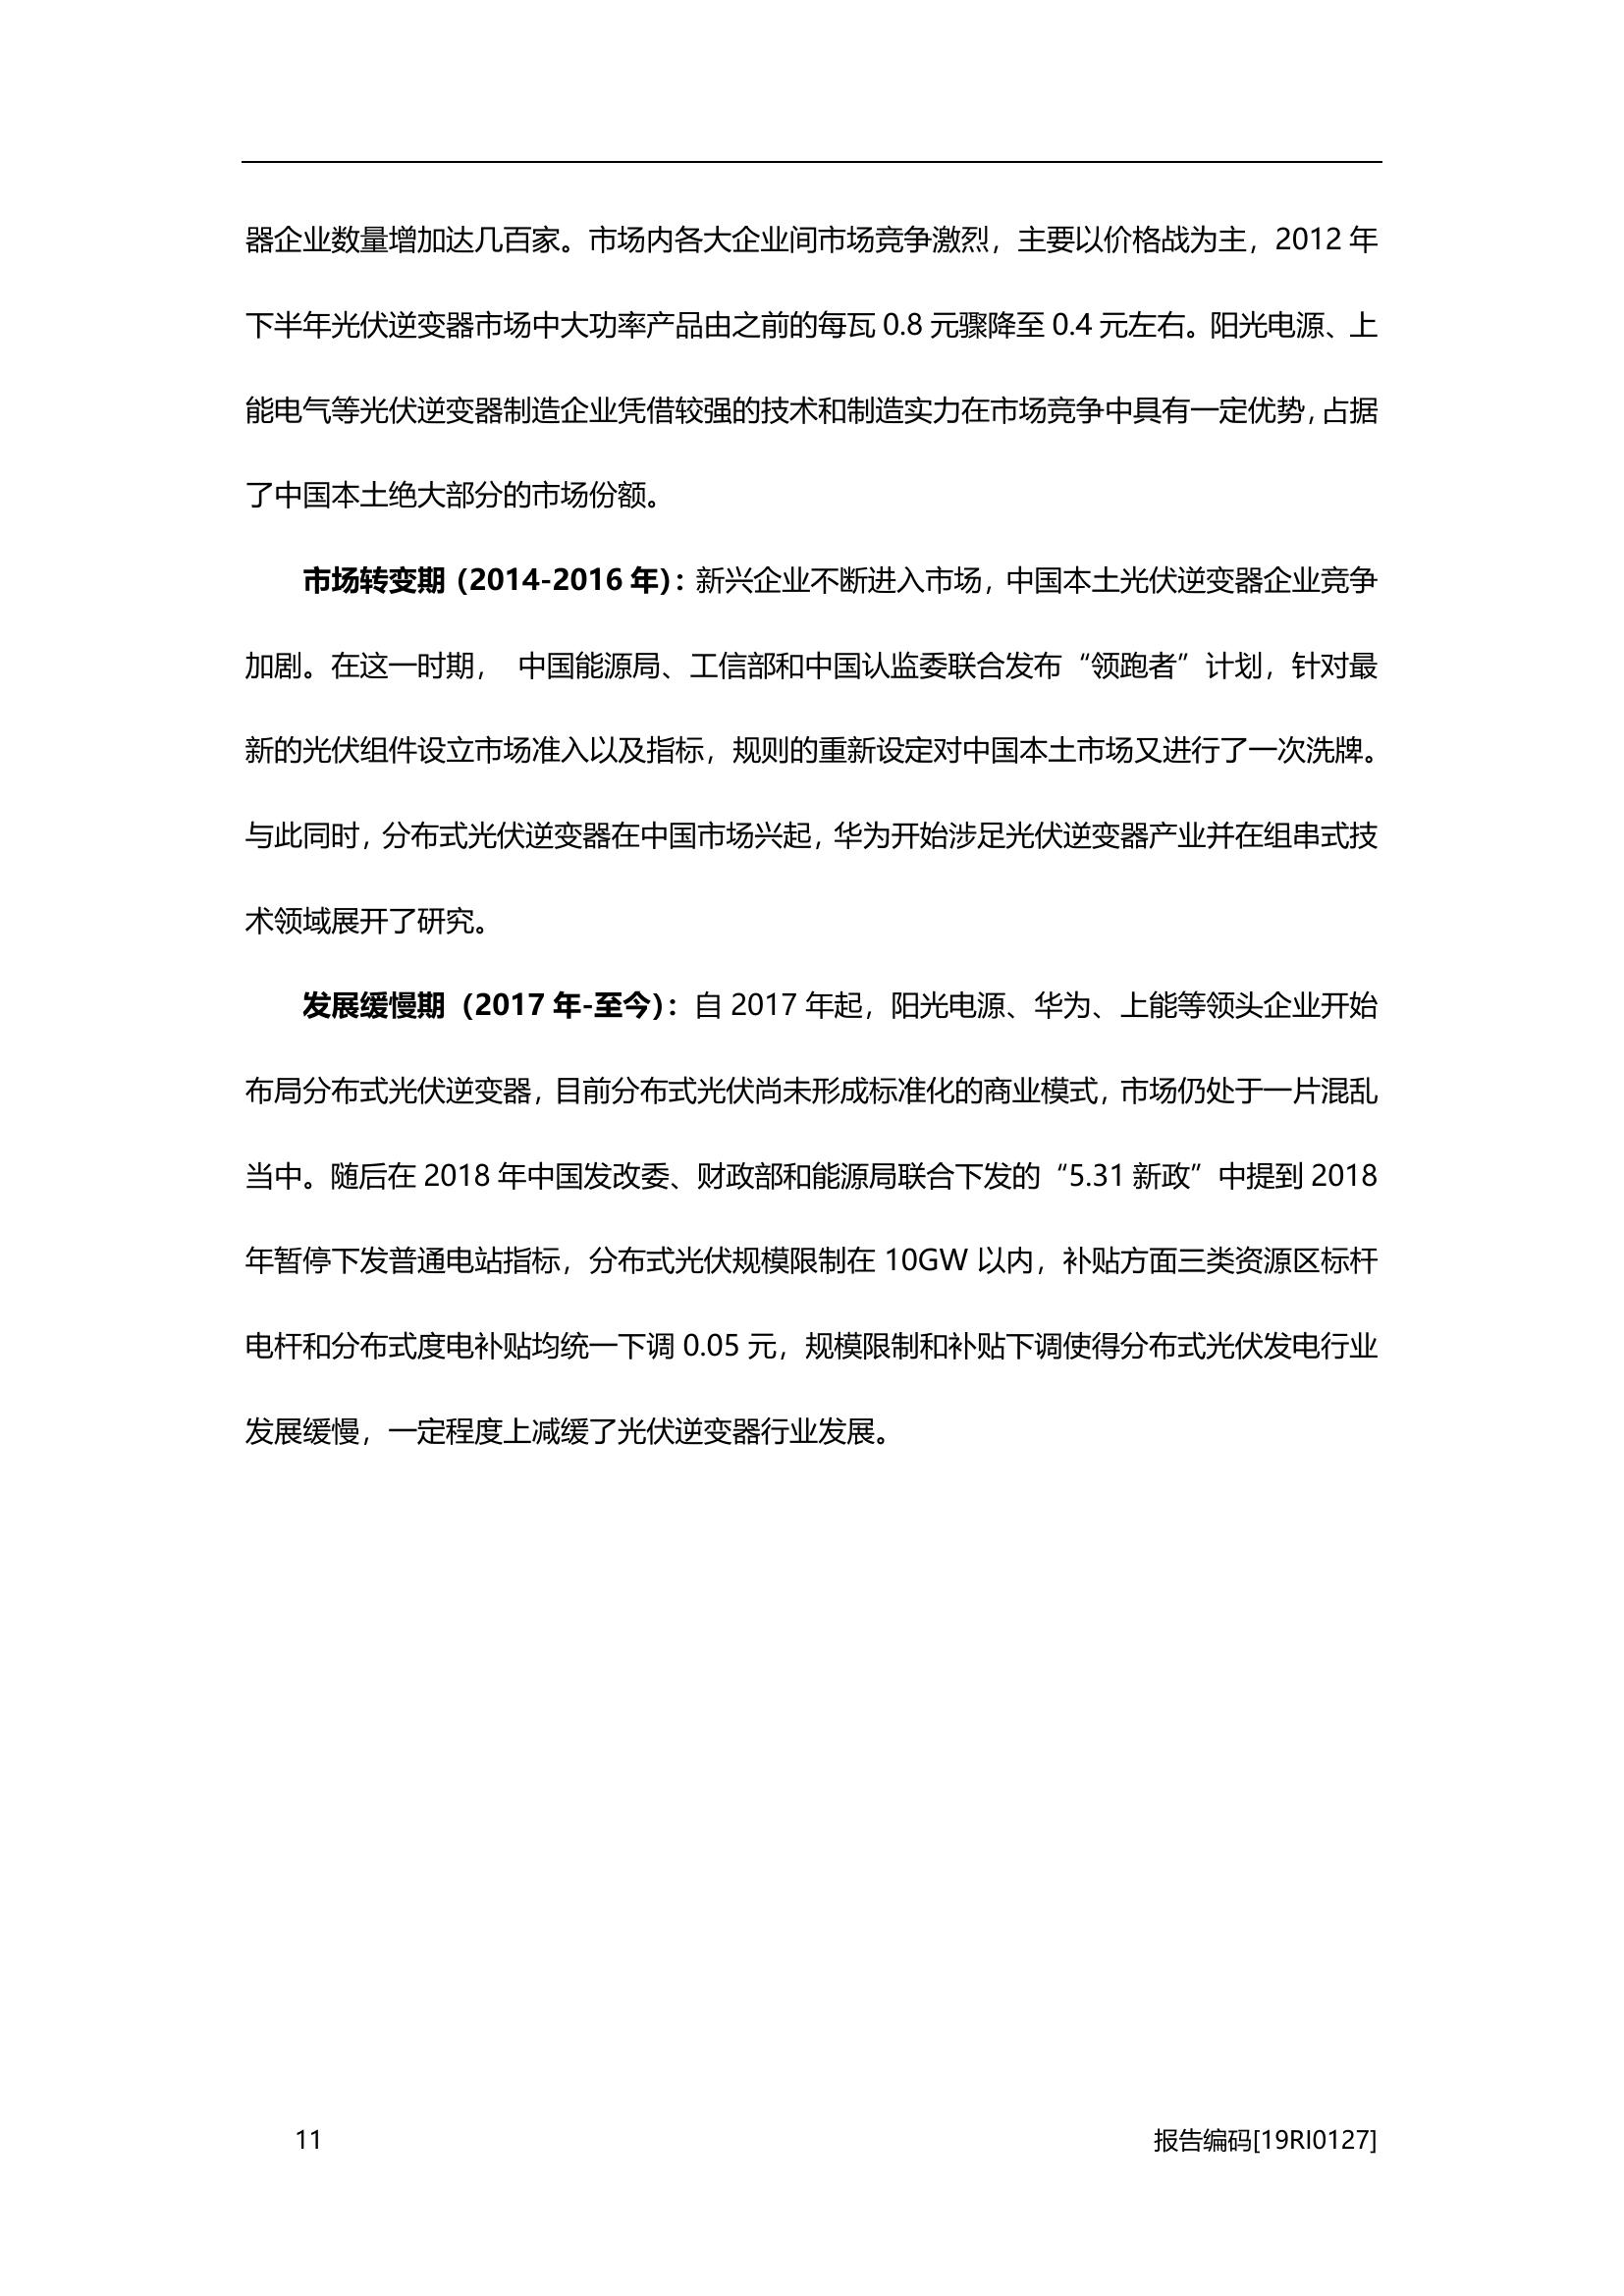 器企业数量增加达几百家。市场内各大企业间市场竞争激烈，主要以价格战为主，2012 年
下半年光伏逆变器市场中大功率产品由之前的每瓦 0.8 元骤降至 0.4 元左右。阳光电源、上
能电气等光伏逆变器制造企业凭借较强的技术和制造实力在市场竞争中具有一定优势，占据
了中国本土绝大部分的市场份额。
市场转变期（2014-2016 年）：新兴企业不断进入市场，中国本土光伏逆变器企业竞争
加剧。在这一时期， 中国能源局、工信部和中国认监委联合发布“领跑者”计划，针对最
新的光伏组件设立市场准入以及指标，规则的重新设定对中国本土市场又进行了一次洗牌。
与此同时，分布式光伏逆变器在中国市场兴起，华为开始涉足光伏逆变器产业并在组串式技
术领域展开了研究。
发展缓慢期（2017 年-至今）：自 2017 年起，阳光电源、华为、上能等领头企业开始
布局分布式光伏逆变器，目前分布式光伏尚未形成标准化的商业模式，市场仍处于一片混乱
当中。随后在 2018 年中国发改委、财政部和能源局联合下发的“5.31 新政”中提到 2018
年暂停下发普通电站指标，分布式光伏规模限制在 10GW 以内，补贴方面三类资源区标杆
电杆和分布式度电补贴均统一下调 0.05 元，规模限制和补贴下调使得分布式光伏发电行业
发展缓慢，一定程度上减缓了光伏逆变器行业发展。
11
报告编码[19RI0127]